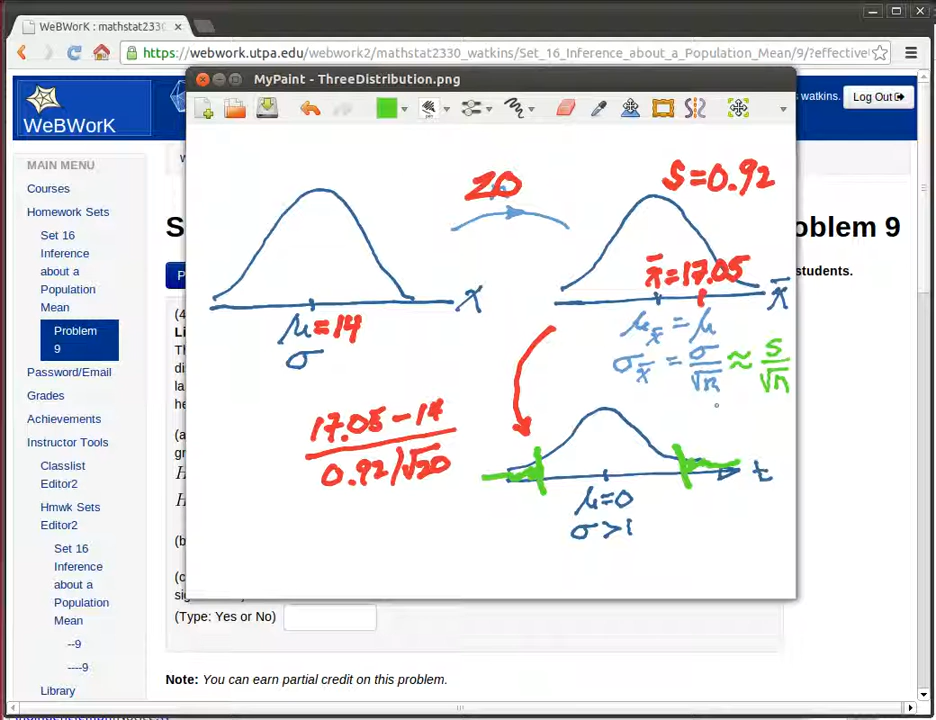 WeBWorK : mathstat233
https://webwork.utpa.edu/webwork2/mathstat2330_watkins/Set_16_Inference_about_a_Population_Mean/9/?effective
MyPaint - ThreeDistribution.png
s watkins.
Log Out
WeBWorK
MAIN MENU
Courses
Homework Sets
Set 16
Inference
about a
Population
Mean
Problem
9
Password/Email
Grades
Achievements
Instructor Tools
Classlist
Editor2
Hmwk Sets
Editor2
Set 16
Inference
about a
Population
Mean
--9
----9
Library
S
oblem 9
students.
20
S=0.92
x̄=17.05
X
x̄
μ=14
σ
μx̄ = μ
σx̄ = σ/√n ≈ S/√n
17.05-14
0.92/√20
t
μ=0
σ>1
(Type: Yes or No)
Note: You can earn partial credit on this problem.